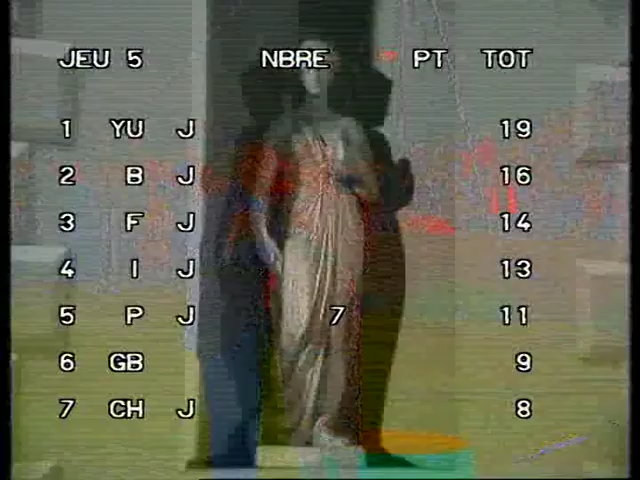 JEU 5 NBRE PT TOT
1 YU J 19
2 B J 16
3 F J 14
4 I J 13
5 P J 7 11
6 GB 9
7 CH J 8